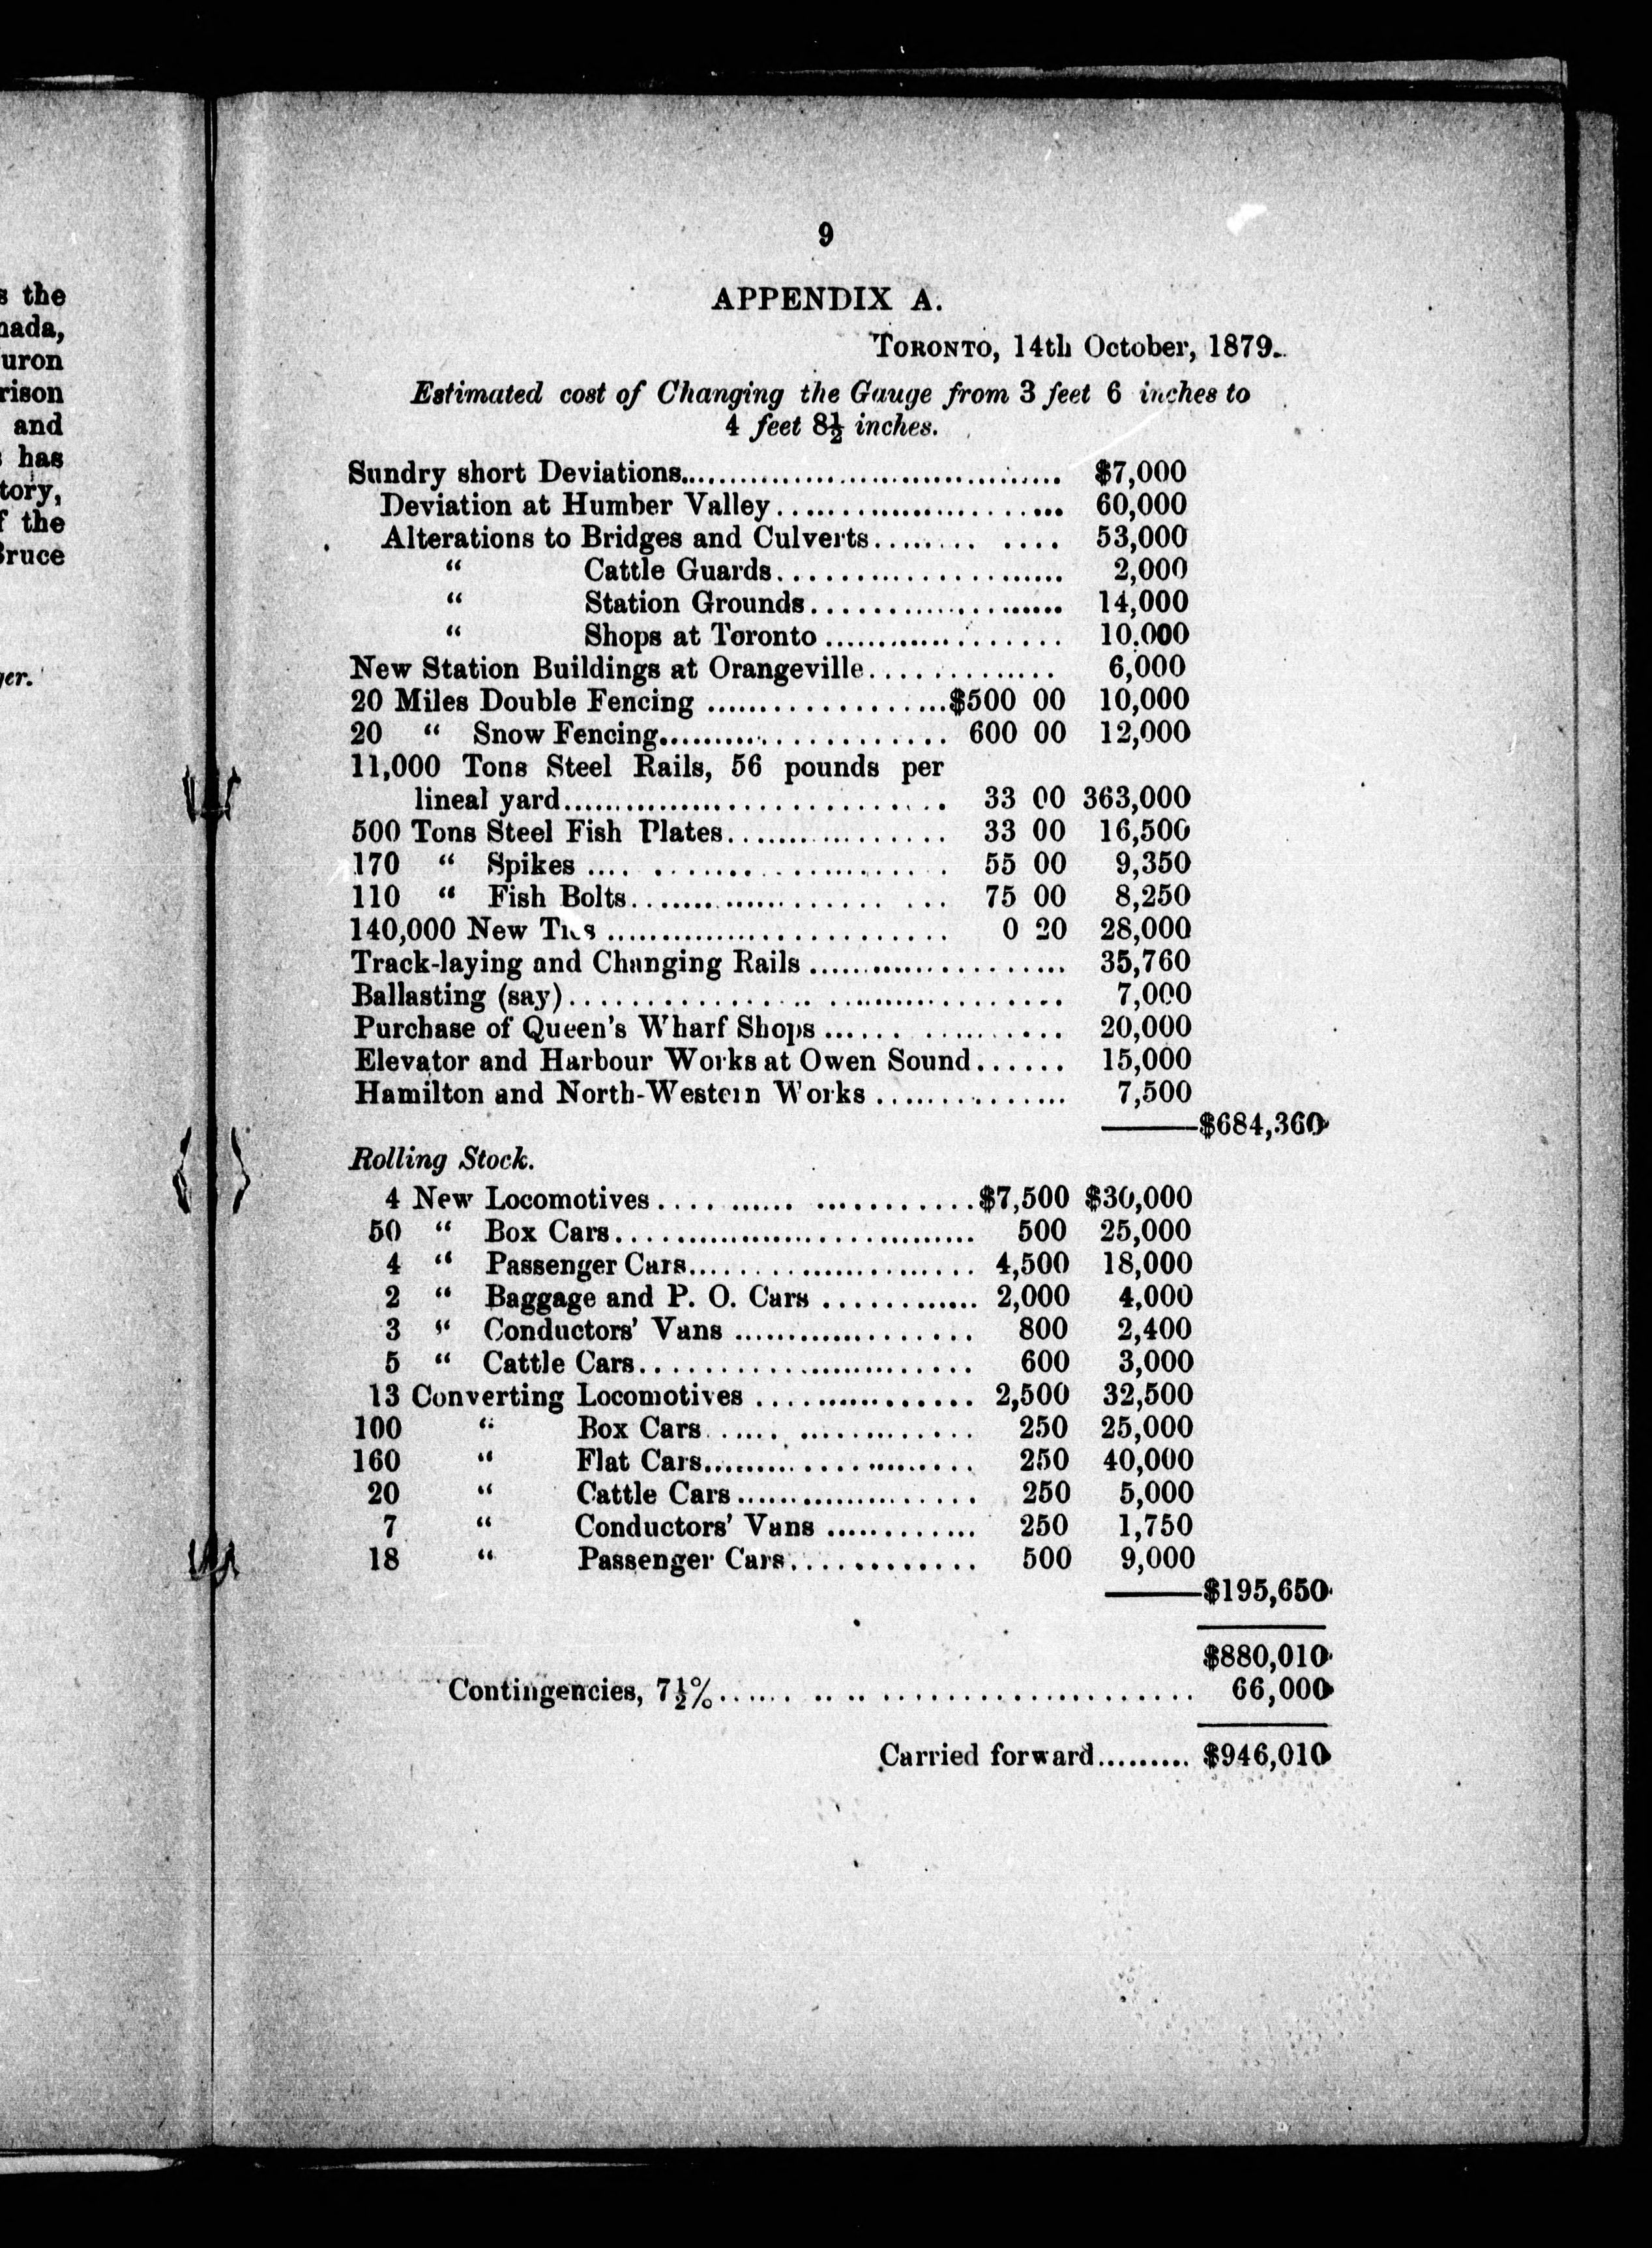 s the
nada,
uron
rison
and
has
tory,
f the
Bruce
ger.
9
APPENDIX A.
TORONTO, 14th October, 1879.
Estimated cost of Changing the Gauge from 3 feet 6 inches to
4 feet 8½ inches.
Sundry short Deviations.................................... $7,000
Deviation at Humber Valley...................... 60,000
Alterations to Bridges and Culverts........ .... 53,000
“ Cattle Guards...................... 2,000
“ Station Grounds.................... 14,000
“ Shops at Toronto .................. 10.000
New Station Buildings at Orangeville.............. 6,000
20 Miles Double Fencing ..................$500 00 10,000
20 “ Snow Fencing...................... 600 00 12,000
11,000 Tons Steel Rails, 56 pounds per
lineal yard............................. 33 00 363,000
500 Tons Steel Fish Plates................. 33 00 16,500
170 “ Spikes .... ...................... 55 00 9,350
110 “ Fish Bolts.................... ... 75 00 8,250
140,000 New Ties .......................... 0 20 28,000
Track-laying and Changing Rails .................... 35,760
Ballasting (say)................. .. .................. 7,000
Purchase of Queen's Wharf Shops ...... .......... 20,000
Elevator and Harbour Works at Owen Sound...... 15,000
Hamilton and North-Western Works .............. 7,500
——$684,360
Rolling Stock.
4 New Locomotives.... ...... ............$7,500 $30,000
50 “ Box Cars............................. 500 25,000
4 “ Passenger Cars...................... 4,500 18,000
2 “ Baggage and P. O. Cars ............ 2,000 4,000
3 “ Conductors' Vans .................. 800 2,400
5 “ Cattle Cars.......................... 600 3,000
13 Converting Locomotives ................ 2,500 32,500
100 “ Box Cars...... ............. 250 25,000
160 “ Flat Cars..................... 250 40,000
20 “ Cattle Cars................... 250 5,000
7 “ Conductors' Vans ............ 250 1,750
18 “ Passenger Cars.............. 500 9,000
——$195,650
$880,010
Contingencies, 7½%...... .. .. ........................ 66,000
Carried forward......... $946,010